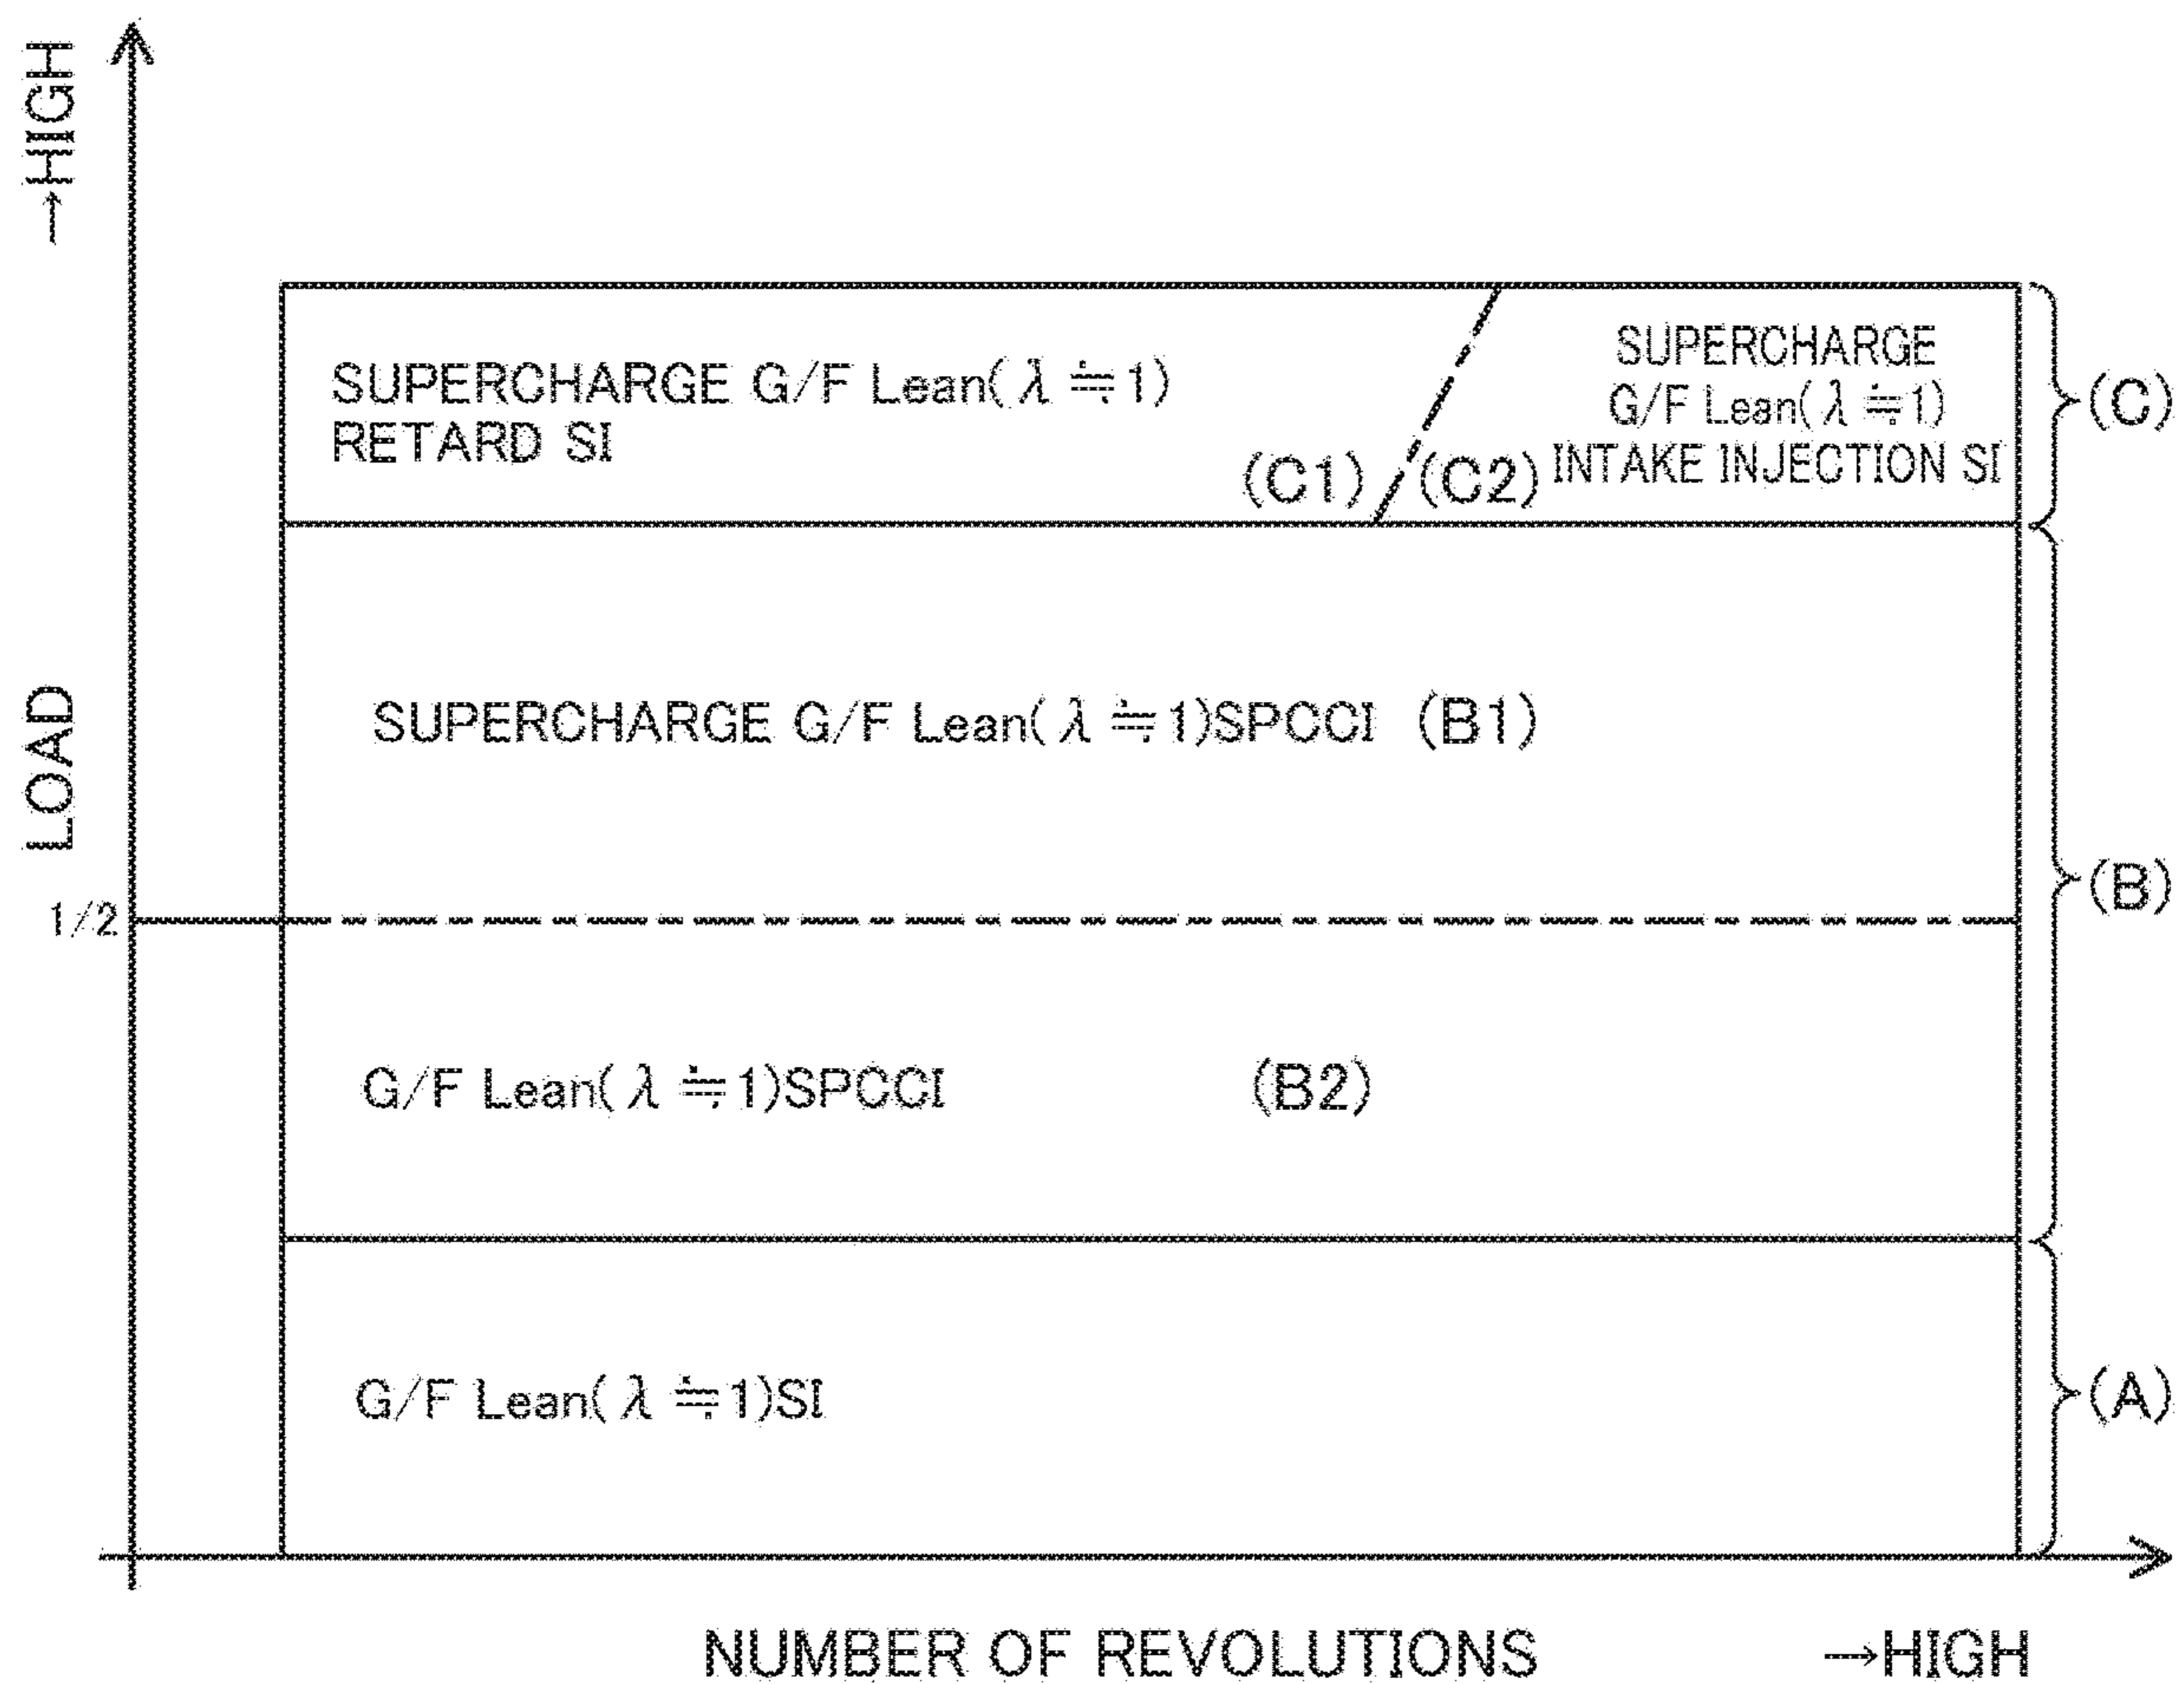 →HIGH
LOAD
1/2
SUPERCHARGE G/F Lean(λ≒1)
RETARD SI
(C1)
(C2)
SUPERCHARGE
G/F Lean(λ≒1)
INTAKE INJECTION SI
(C)
SUPERCHARGE G/F Lean(λ≒1)SPCCI (B1)
(B)
G/F Lean(λ≒1)SPCCI (B2)
G/F Lean(λ≒1)SI
(A)
NUMBER OF REVOLUTIONS →HIGH